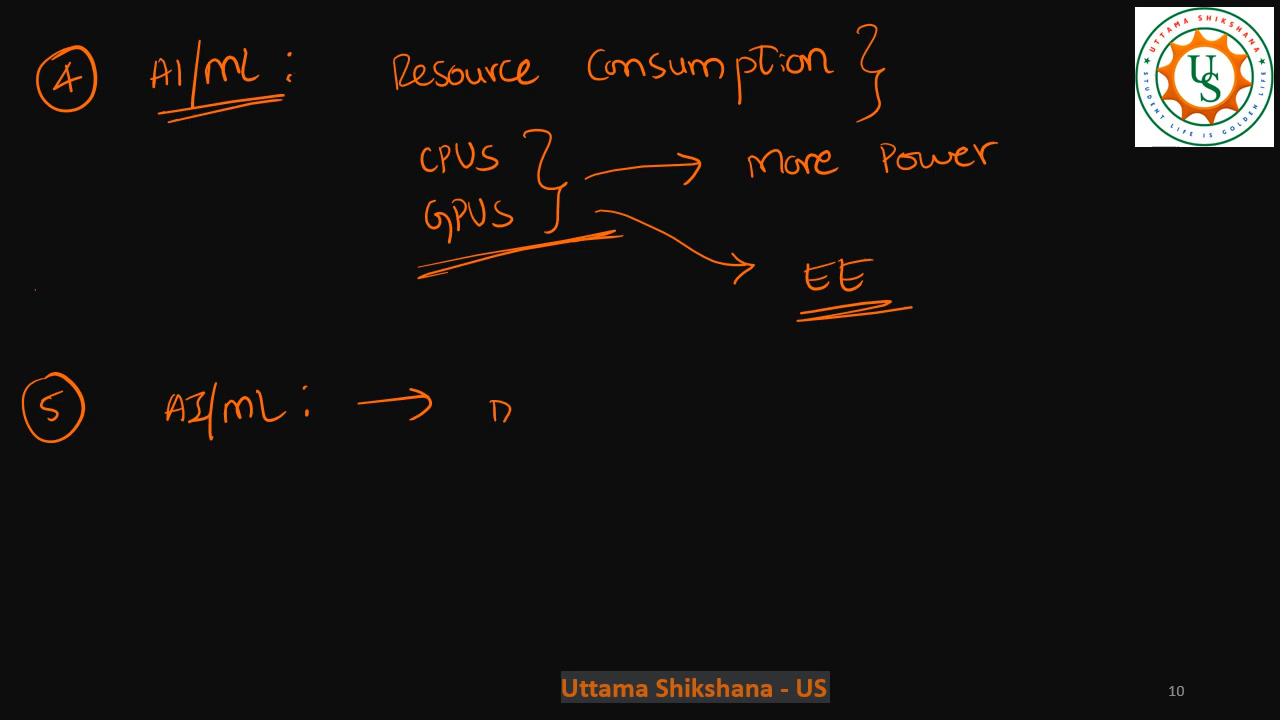 4 AI/ML : Resource Consumption }
CPUS
GPUS
More Power
EE
5 AI/ML : → D
Uttama Shikshana - US
10
UTTAMA SHIKSHANA
US
STUDENT LIFE IS GOLDEN LIFE